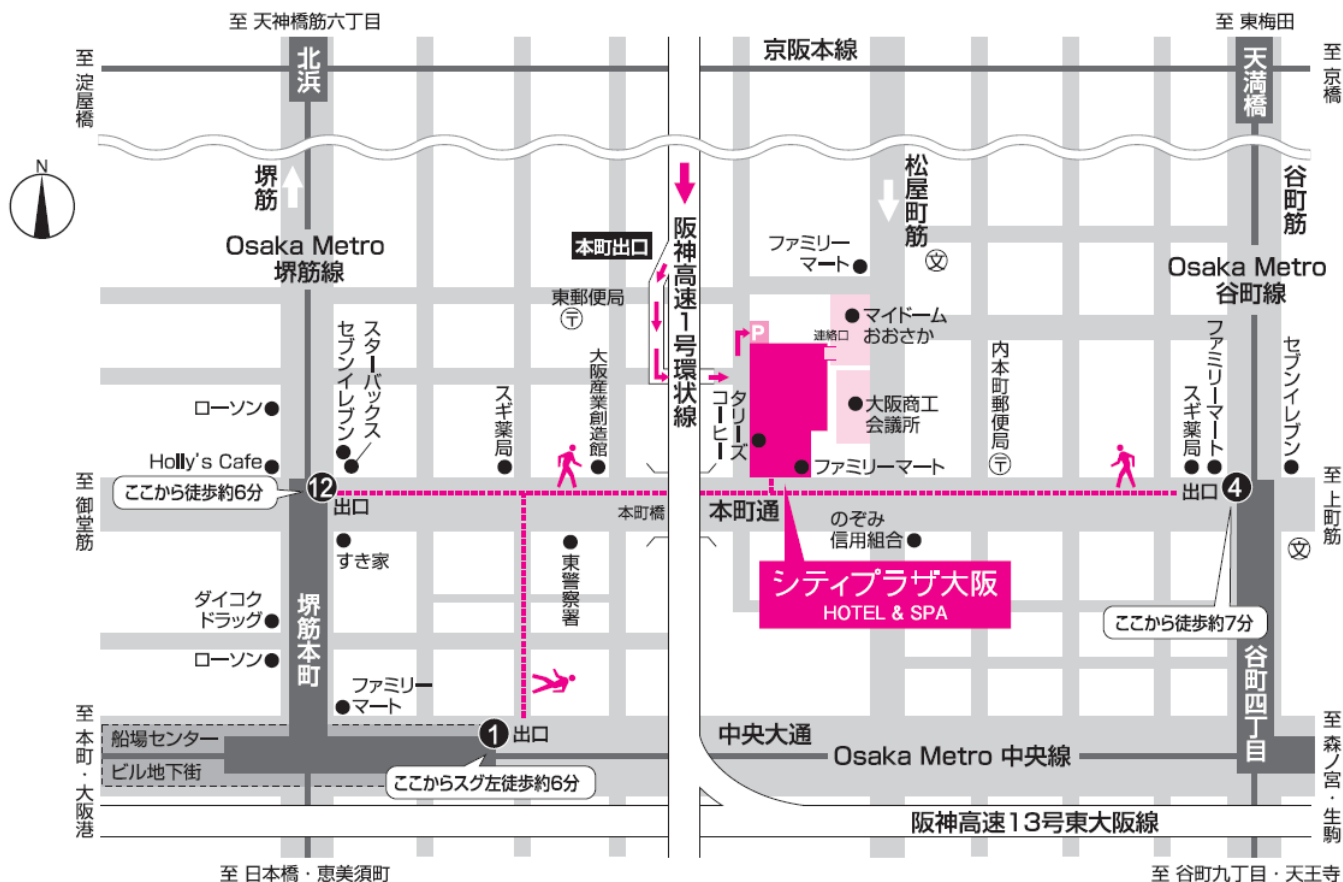 至 天神橋筋六丁目
至 東梅田
京阪本線
至 淀屋橋
北浜
天満橋
至 京橋
N
堺筋
松屋町筋
谷町筋
Osaka Metro
堺筋線
本町出口
阪神高速1号環状線
ファミリー
マート
文
Osaka Metro
谷町線
東郵便局
〒
P
連絡口
マイドーム
おおさか
セブンイレブン
スターバックス
ローソン
スギ薬局
大阪産業創造館
タリーズ
コーヒー
大阪商工
会議所
内本町郵便局
〒
スギ薬局
ファミリーマート
セブンイレブン
Holly's Cafe
ファミリーマート
至 御堂筋
ここから徒歩約6分
12
出口
本町橋
本町通
出口
4
至 上町筋
すき家
東警察署
のぞみ
信用組合
文
シティプラザ大阪
HOTEL & SPA
ダイコク
ドラッグ
堺筋本町
ここから徒歩約7分
ローソン
ファミリー
マート
谷町四丁目
至 本町・大阪港
船場センター
ビル地下街
1
出口
中央大通
Osaka Metro 中央線
至 森ノ宮・生駒
ここからスグ左徒歩約6分
阪神高速13号東大阪線
至 日本橋・恵美須町
至 谷町九丁目・天王寺